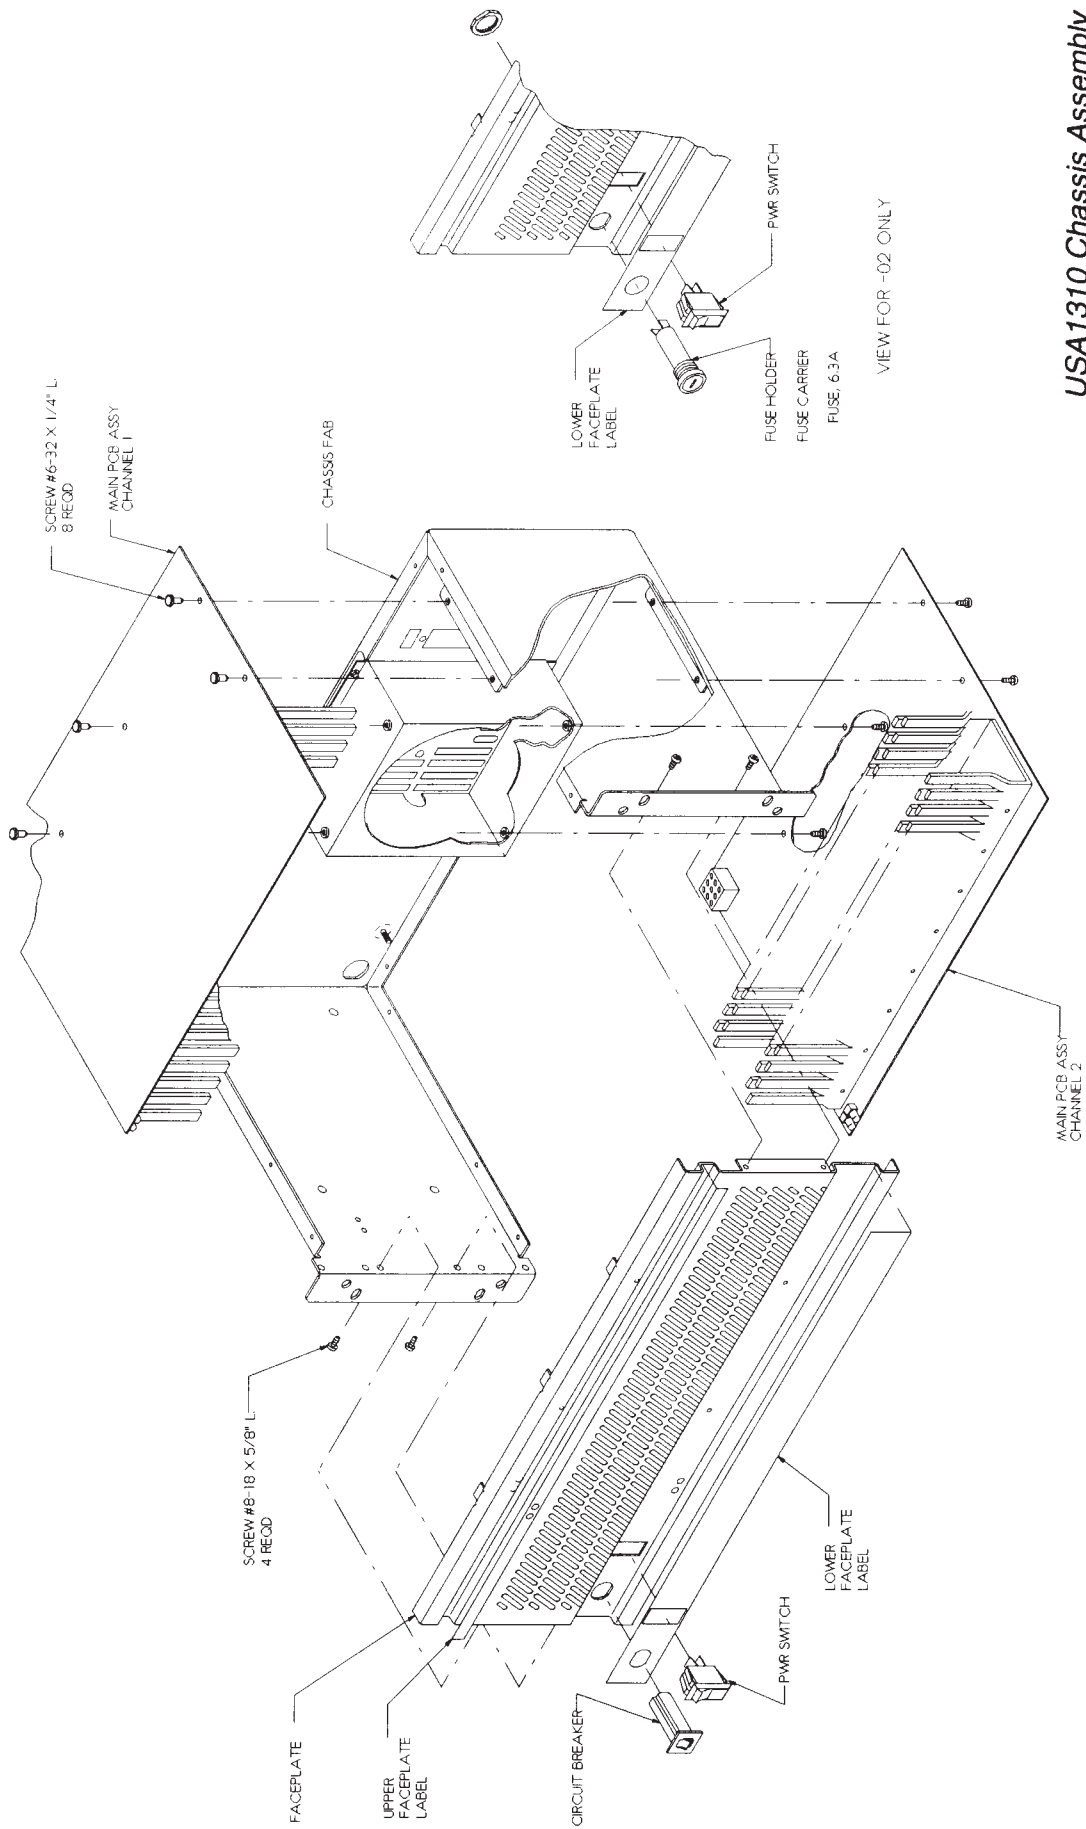 SCREW #6-32 X 1/4" L.
8 REQD
MAIN PCB ASSY
CHANNEL 1
CHASSIS FAB
SCREW #8-18 X 5/8" L.
4 REQD
FACEPLATE
UPPER
FACEPLATE
LABEL
CIRCUIT BREAKER
PWR SWITCH
LOWER
FACEPLATE
LABEL
MAIN PCB ASSY
CHANNEL 2
LOWER
FACEPLATE
LABEL
PWR SWITCH
FUSE HOLDER
FUSE CARRIER
FUSE, 6.3A
VIEW FOR -02 ONLY
USA1310 Chassis Assembly